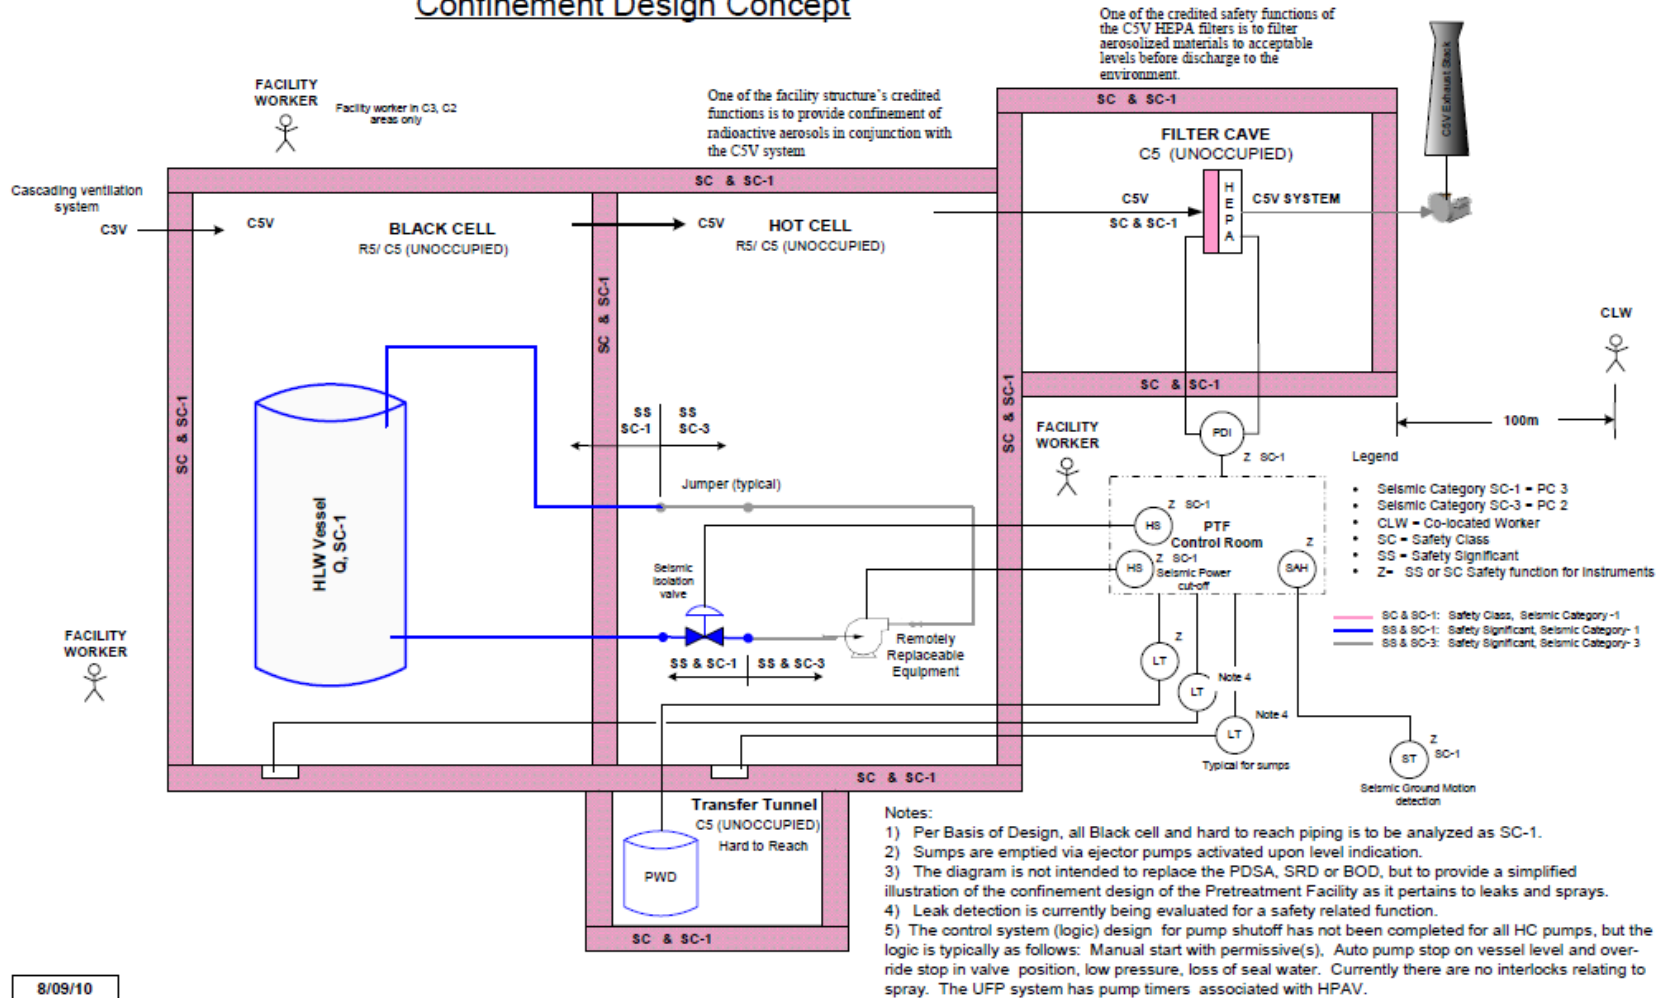 Confinement Design Concept
One of the credited safety functions of
the C5V HEPA filters is to filter
aerosolized materials to acceptable
levels before discharge to the
environment.
C5V Exhaust Stack
FACILITY
WORKER
Facility worker in C3, C2
areas only
One of the facility structure's credited
functions is to provide confinement of
radioactive aerosols in conjunction with
the C5V system
SC & SC-1
FILTER CAVE
C5 (UNOCCUPIED)
SC & SC-1
Cascading ventilation
system
C3V
C5V
BLACK CELL
R5/ C5 (UNOCCUPIED)
C5V
HOT CELL
R5/ C5 (UNOCCUPIED)
C5V
SC & SC-1
HEPA
C5V SYSTEM
SC & SC-1
SC & SC-1
SC & SC-1
SC & SC-1
CLW
100m
SS
SC-1
SS
SC-3
FACILITY
WORKER
PDI
Z SC-1
Legend
• Seismic Category SC-1 = PC 3
• Seismic Category SC-3 = PC 2
• CLW = Co-located Worker
• SC = Safety Class
• SS = Safety Significant
• Z= SS or SC Safety function for Instruments
Jumper (typical)
HLW Vessel
Q, SC-1
HS
Z SC-1
PTF
Control Room
HS
Z SC-1
Seismic Power
cut-off
Z
SAH
Seismic
Isolation
valve
SC & SC-1: Safety Class, Seismic Category -1
SS & SC-1: Safety Significant, Seismic Category- 1
SS & SC-3: Safety Significant, Seismic Category- 3
FACILITY
WORKER
Remotely
Replaceable
Equipment
SS & SC-1
SS & SC-3
Z
LT
LT
Note 4
LT
Note 4
Typical for sumps
Z
ST
SC-1
Seismic Ground Motion
detection
SC & SC-1
Transfer Tunnel
C5 (UNOCCUPIED)
Hard to Reach
PWD
SC & SC-1
Notes:
1) Per Basis of Design, all Black cell and hard to reach piping is to be analyzed as SC-1.
2) Sumps are emptied via ejector pumps activated upon level indication.
3) The diagram is not intended to replace the PDSA, SRD or BOD, but to provide a simplified
illustration of the confinement design of the Pretreatment Facility as it pertains to leaks and sprays.
4) Leak detection is currently being evaluated for a safety related function.
5) The control system (logic) design for pump shutoff has not been completed for all HC pumps, but the
logic is typically as follows: Manual start with permissive(s), Auto pump stop on vessel level and over-
ride stop in valve position, low pressure, loss of seal water. Currently there are no interlocks relating to
spray. The UFP system has pump timers associated with HPAV.
8/09/10